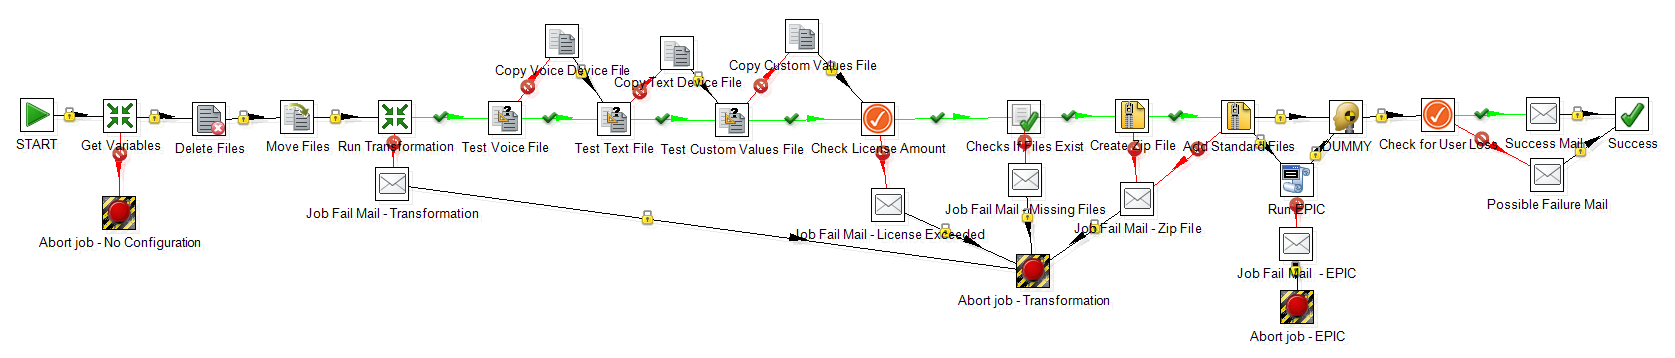 Copy Voice Device File
Copy Text Device File
Copy Custom Values File
START
Get Variables
Delete Files
Move Files
Run Transformation
Test Voice File
Test Text File
Test Custom Values File
Check License Amount
Checks If Files Exist
Create Zip File
Add Standard Files
DUMMY
Check for User Loss
Success Mail
Success
Job Fail Mail - Transformation
Job Fail Mail - License Exceeded
Job Fail Mail - Missing Files
Job Fail Mail - Zip File
Run EPIC
Possible Failure Mail
Abort job - No Configuration
Job Fail Mail - EPIC
Abort job - Transformation
Abort job - EPIC